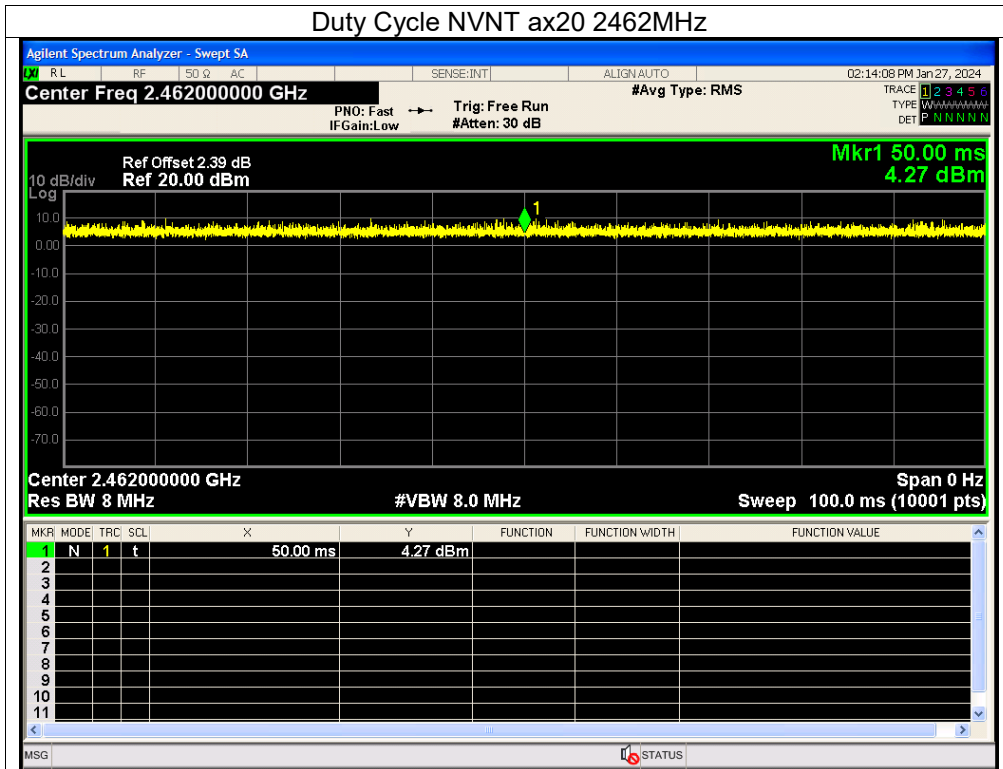 Duty Cycle NVNT ax20 2462MHz
Agilent Spectrum Analyzer - Swept SA
LXI RL RF 50 Ω AC SENSE:INT ALIGN AUTO 02:14:08 PM Jan 27, 2024
Center Freq 2.462000000 GHz #Avg Type: RMS TRACE 1 2 3 4 5 6
PNO: Fast Trig: Free Run TYPE WWWWWW
IFGain:Low #Atten: 30 dB DET P N N N N N
Mkr1 50.00 ms
4.27 dBm
Ref Offset 2.39 dB
10 dB/div Ref 20.00 dBm
Log
1
10.0
0.00
-10.0
-20.0
-30.0
-40.0
-50.0
-60.0
-70.0
Center 2.462000000 GHz Span 0 Hz
Res BW 8 MHz #VBW 8.0 MHz Sweep 100.0 ms (10001 pts)
MKR MODE TRC SCL X Y FUNCTION FUNCTION WIDTH FUNCTION VALUE
1 N 1 t 50.00 ms 4.27 dBm
2
3
4
5
6
7
8
9
10
11
MSG STATUS